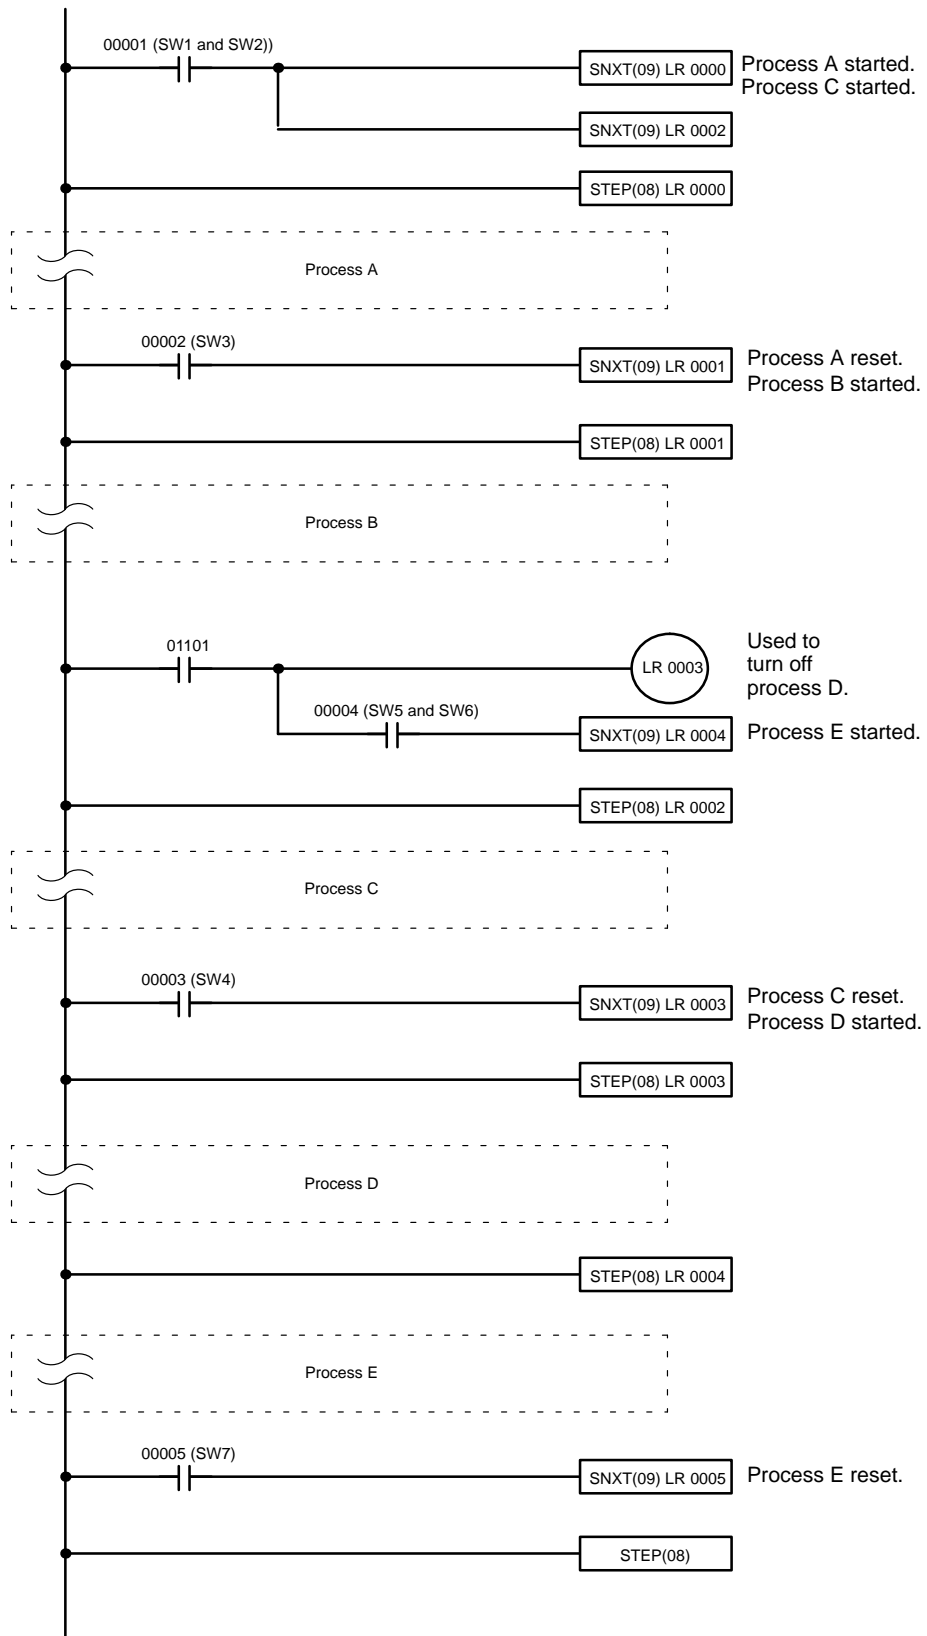 00001 (SW1 and SW2))
SNXT(09) LR 0000
Process A started.
Process C started.
SNXT(09) LR 0002
STEP(08) LR 0000
Process A
00002 (SW3)
SNXT(09) LR 0001
Process A reset.
Process B started.
STEP(08) LR 0001
Process B
01101
LR 0003
Used to
turn off
process D.
00004 (SW5 and SW6)
SNXT(09) LR 0004
Process E started.
STEP(08) LR 0002
Process C
00003 (SW4)
SNXT(09) LR 0003
Process C reset.
Process D started.
STEP(08) LR 0003
Process D
STEP(08) LR 0004
Process E
00005 (SW7)
SNXT(09) LR 0005
Process E reset.
STEP(08)